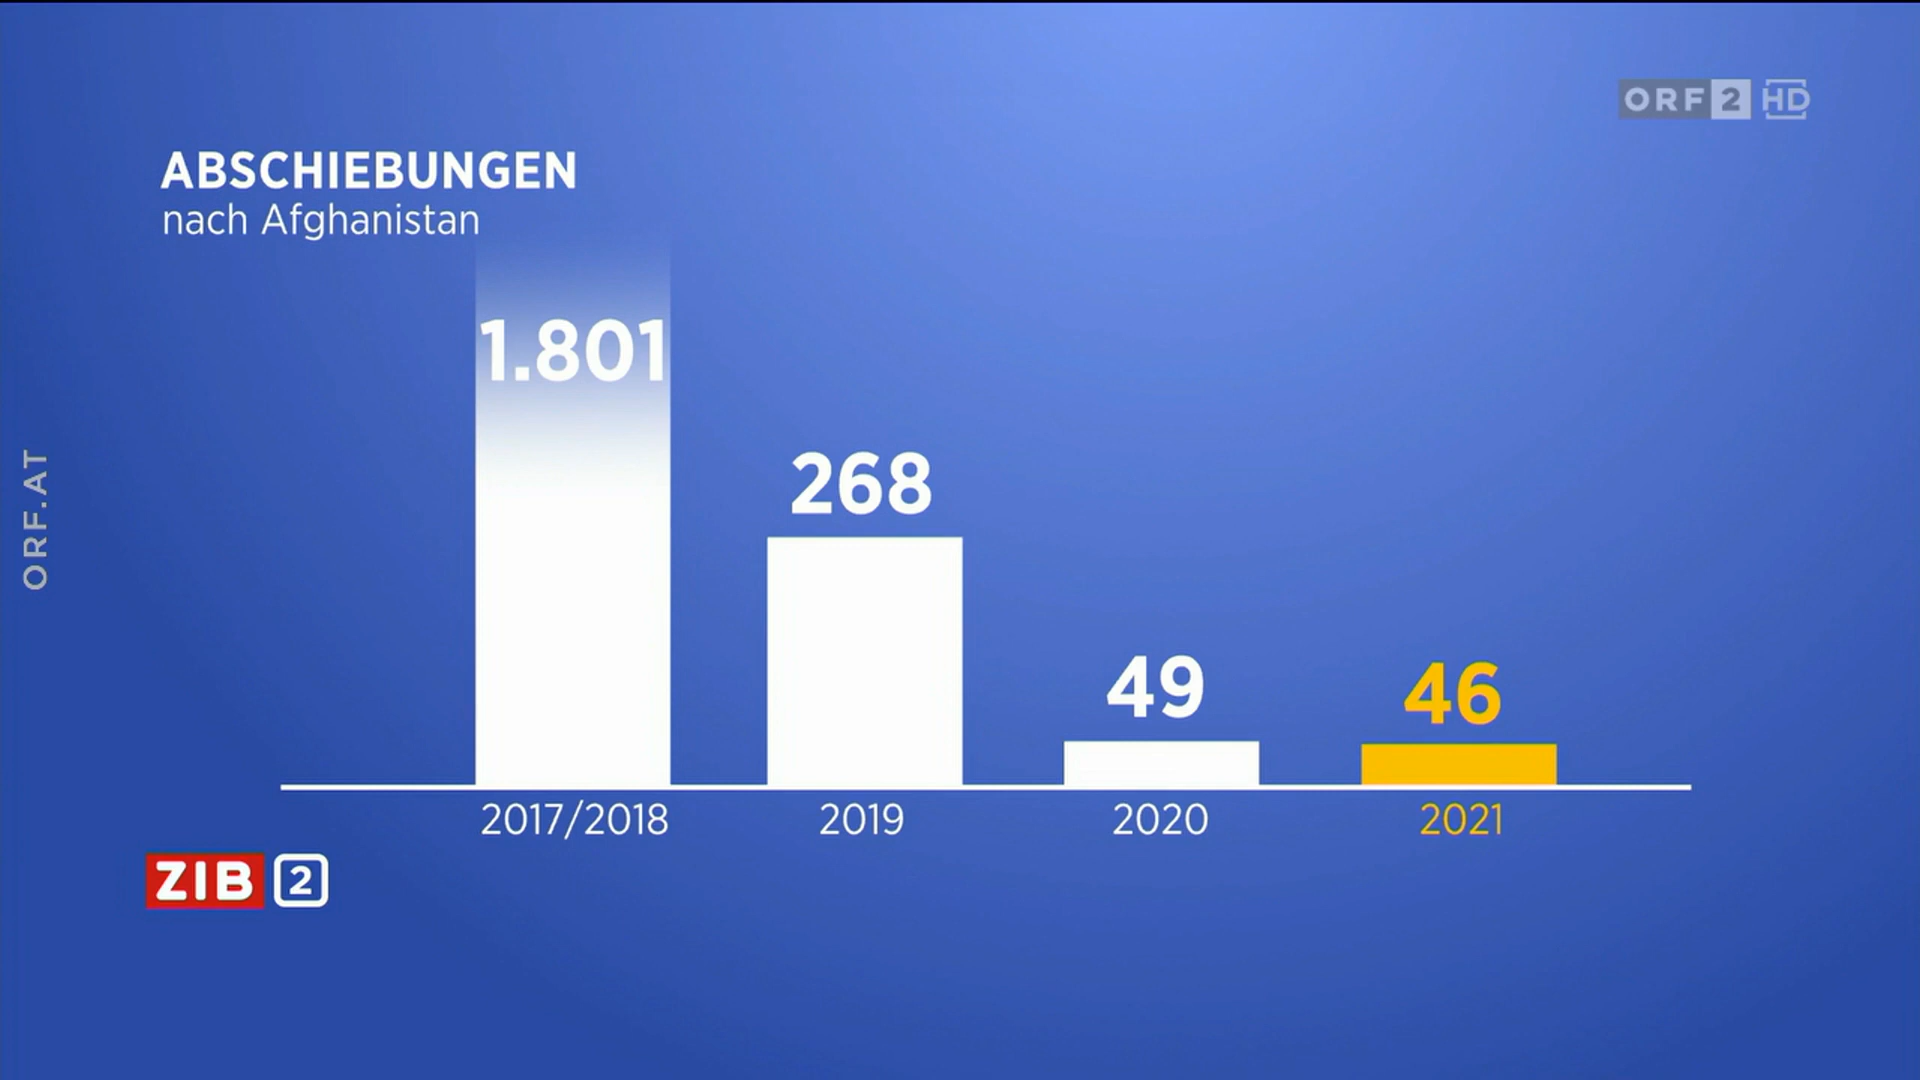 ORF 2 HD
ABSCHIEBUNGEN
nach Afghanistan
1.801
268
49
46
2017/2018
2019
2020
2021
ORF.AT
ZIB 2